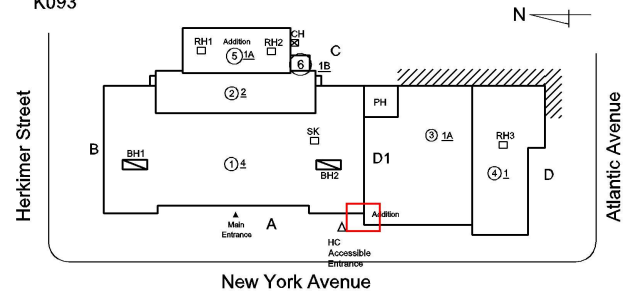 K093
N
CH
RH1
Addition
RH2
C
5 1A
6 1B
2 2
PH
SK
3 1A
RH3
Herkimer Street
B
BH1
D1
1 4
BH2
4 1
D
Atlantic Avenue
Addition
Main
Entrance
A
HC
Accessible
Entrance
New York Avenue